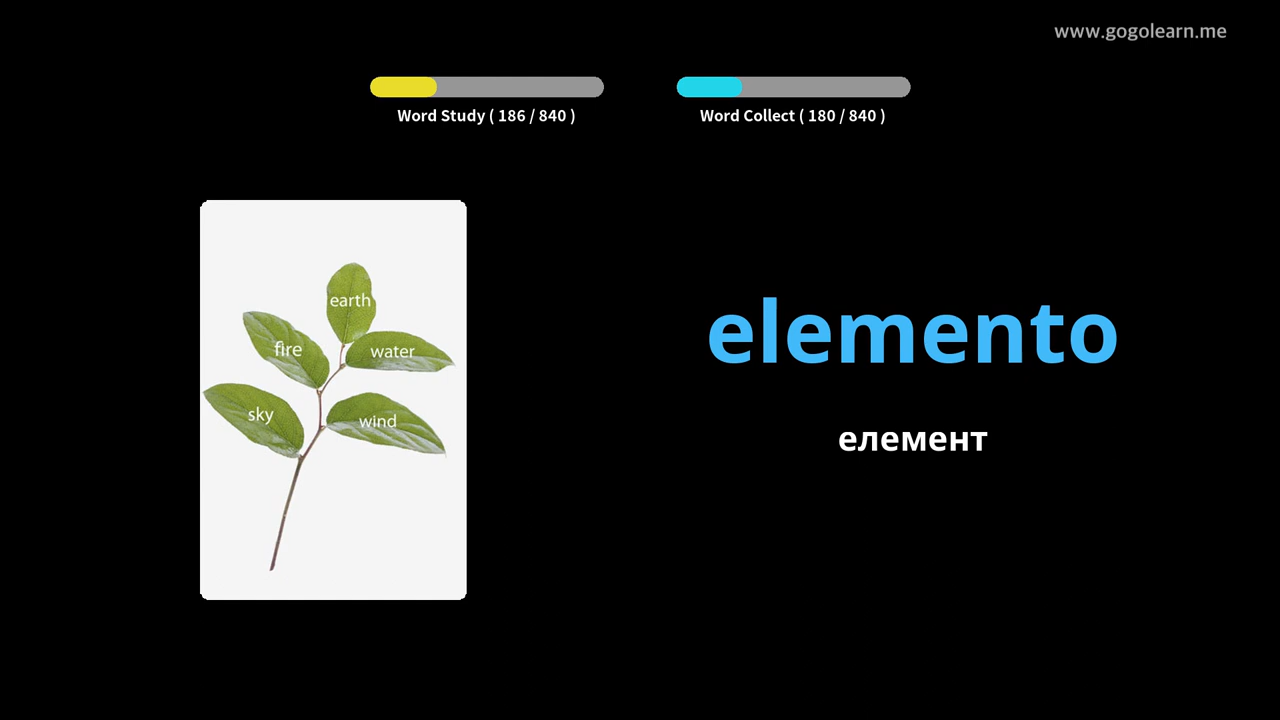 www.gogolearn.me
Word Study ( 186 / 840 )
Word Collect ( 180 / 840 )
earth
fire
water
sky
wind
elemento
елемент